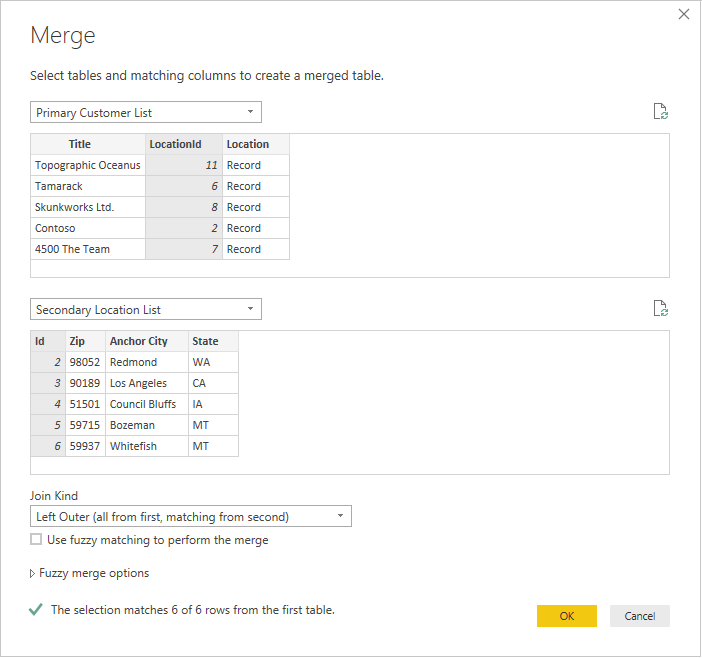 Merge
Select tables and matching columns to create a merged table.
Primary Customer List
Title LocationId Location
Topographic Oceanus 11 Record
Tamarack 6 Record
Skunkworks Ltd. 8 Record
Contoso 2 Record
4500 The Team 7 Record
Secondary Location List
Id Zip Anchor City State
2 98052 Redmond WA
3 90189 Los Angeles CA
4 51501 Council Bluffs IA
5 59715 Bozeman MT
6 59937 Whitefish MT
Join Kind
Left Outer (all from first, matching from second)
Use fuzzy matching to perform the merge
Fuzzy merge options
The selection matches 6 of 6 rows from the first table.
OK Cancel